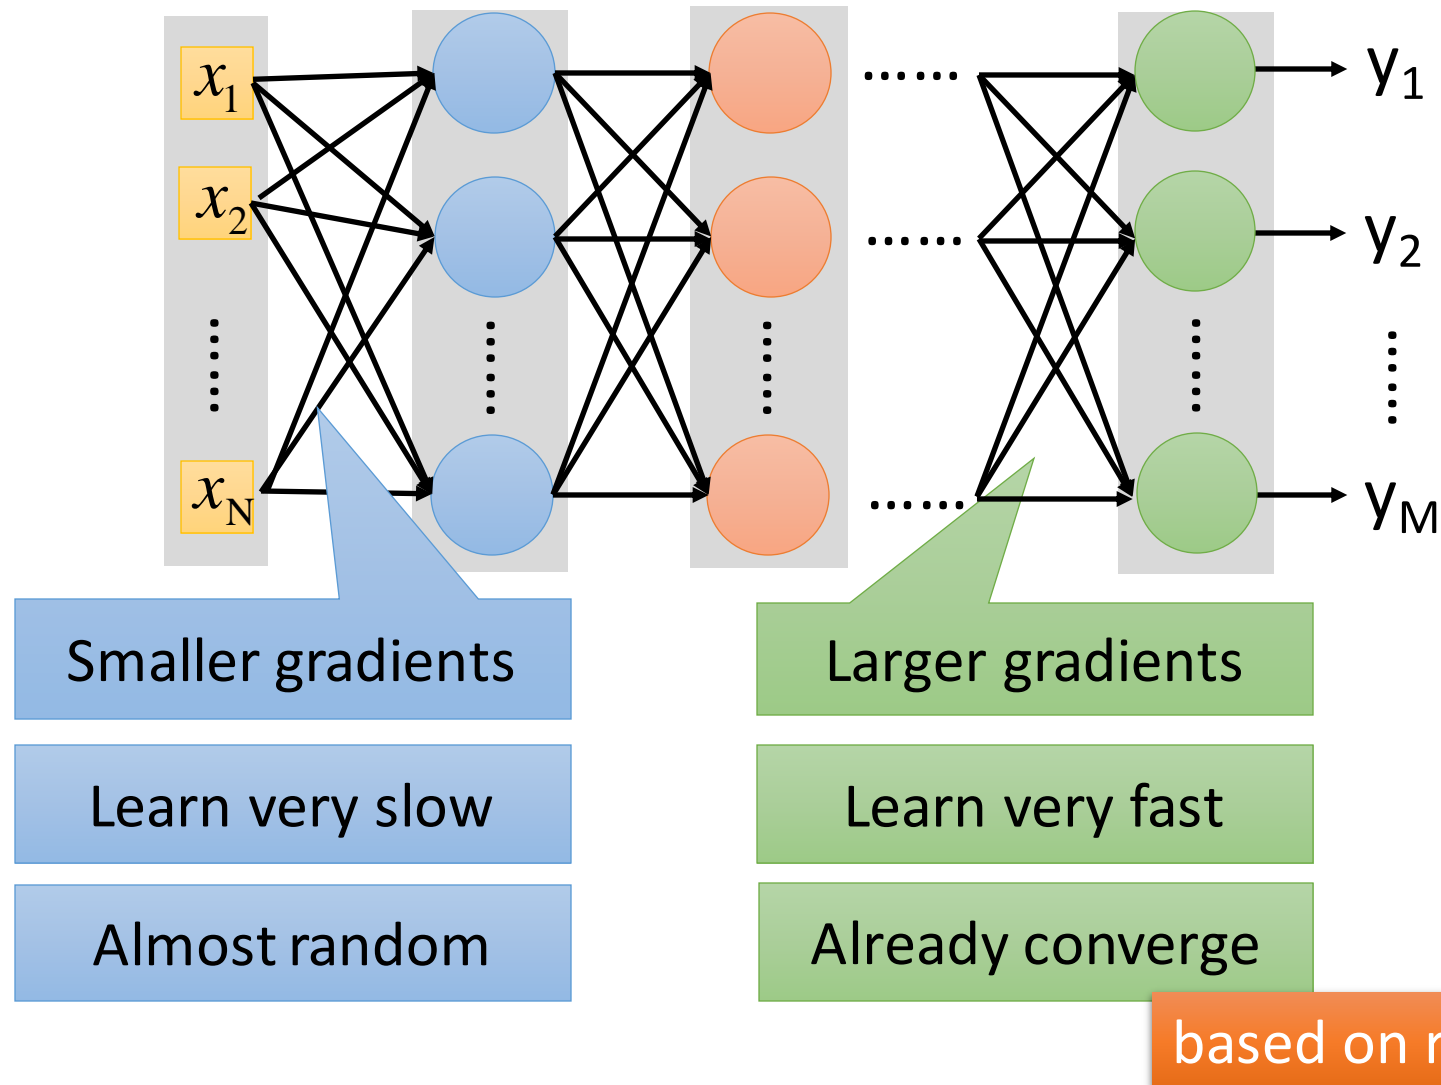 x1
y1
x2
y2
xN
yM
Smaller gradients
Larger gradients
Learn very slow
Learn very fast
Almost random
Already converge
based on